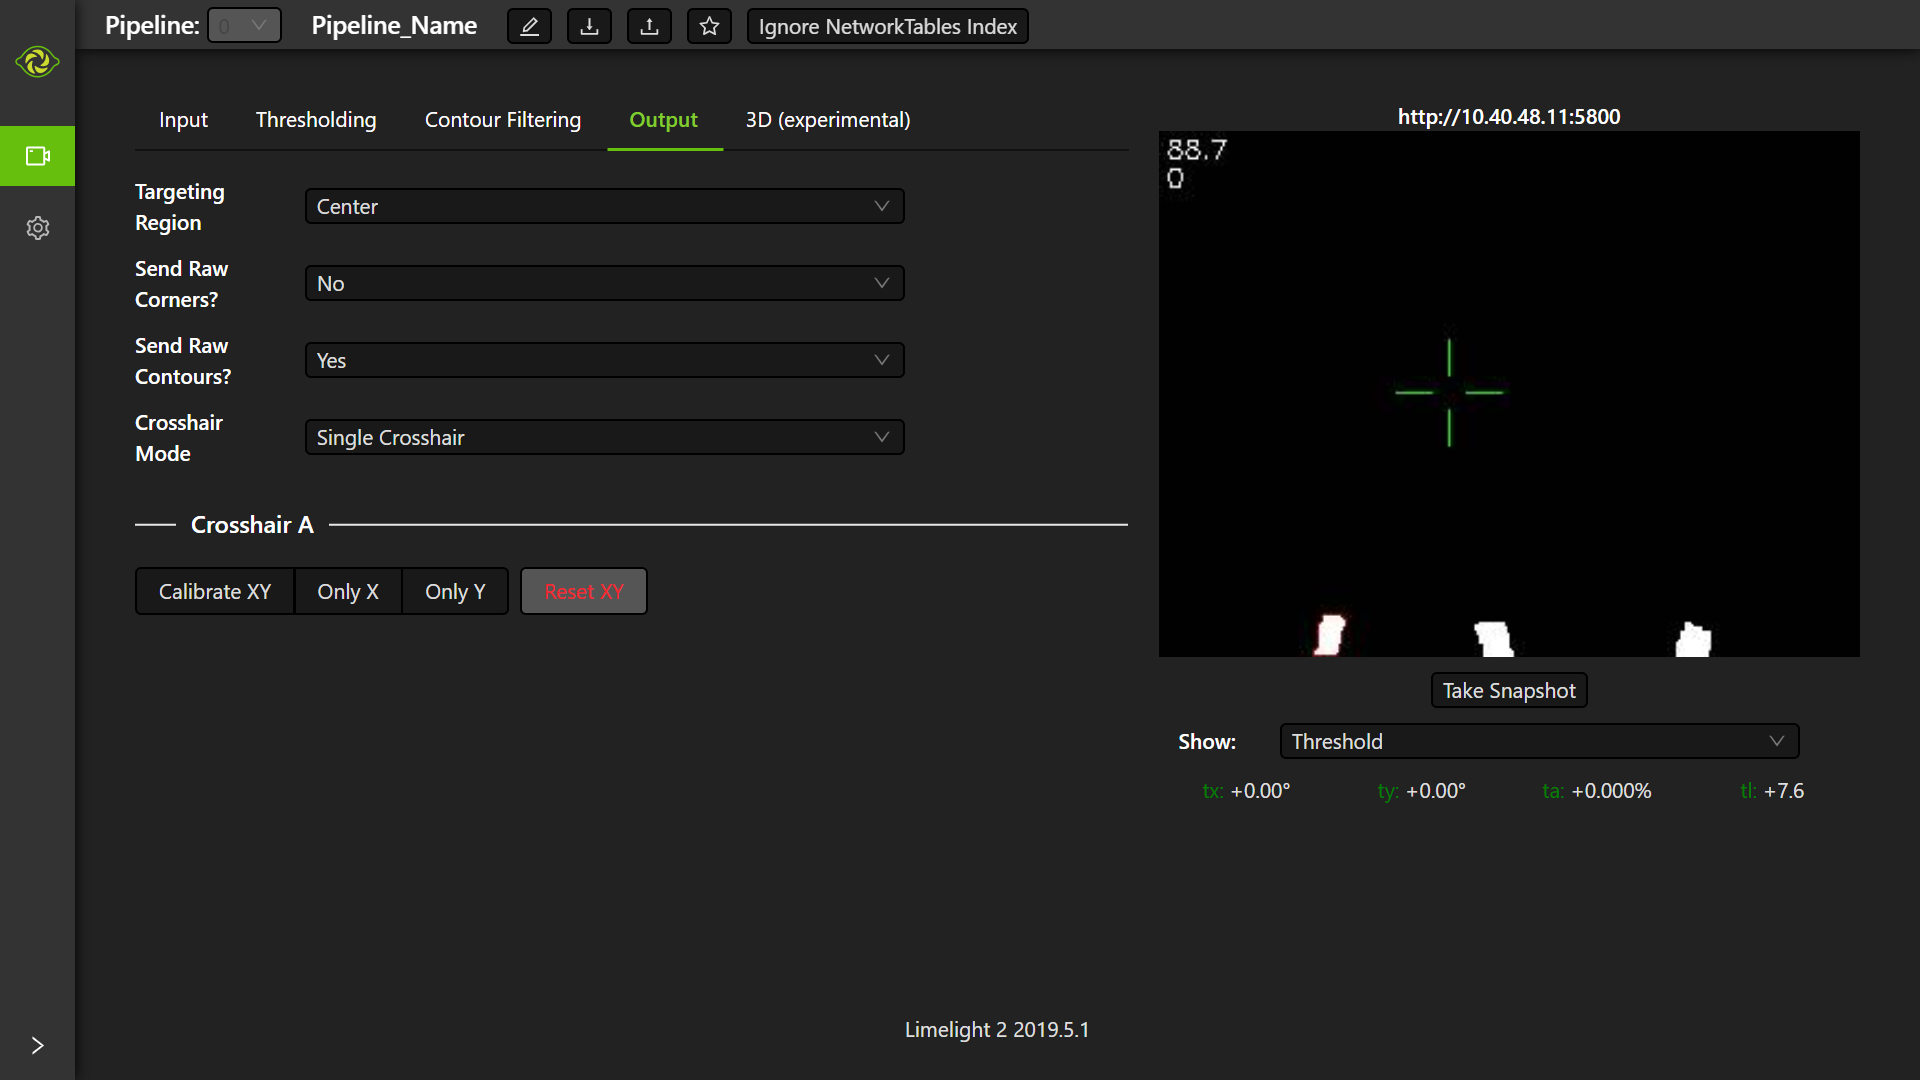 Pipeline: 0 Pipeline_Name Ignore NetworkTables Index
Input Thresholding Contour Filtering Output 3D (experimental)
Targeting
Region
Center
Send Raw
Corners?
No
Send Raw
Contours?
Yes
Crosshair
Mode
Single Crosshair
Crosshair A
Calibrate XY Only X Only Y Reset XY
http://10.40.48.11:5800
88.7
0
Take Snapshot
Show: Threshold
tx: +0.00° ty: +0.00° ta: +0.000% tl: +7.6
Limelight 2 2019.5.1